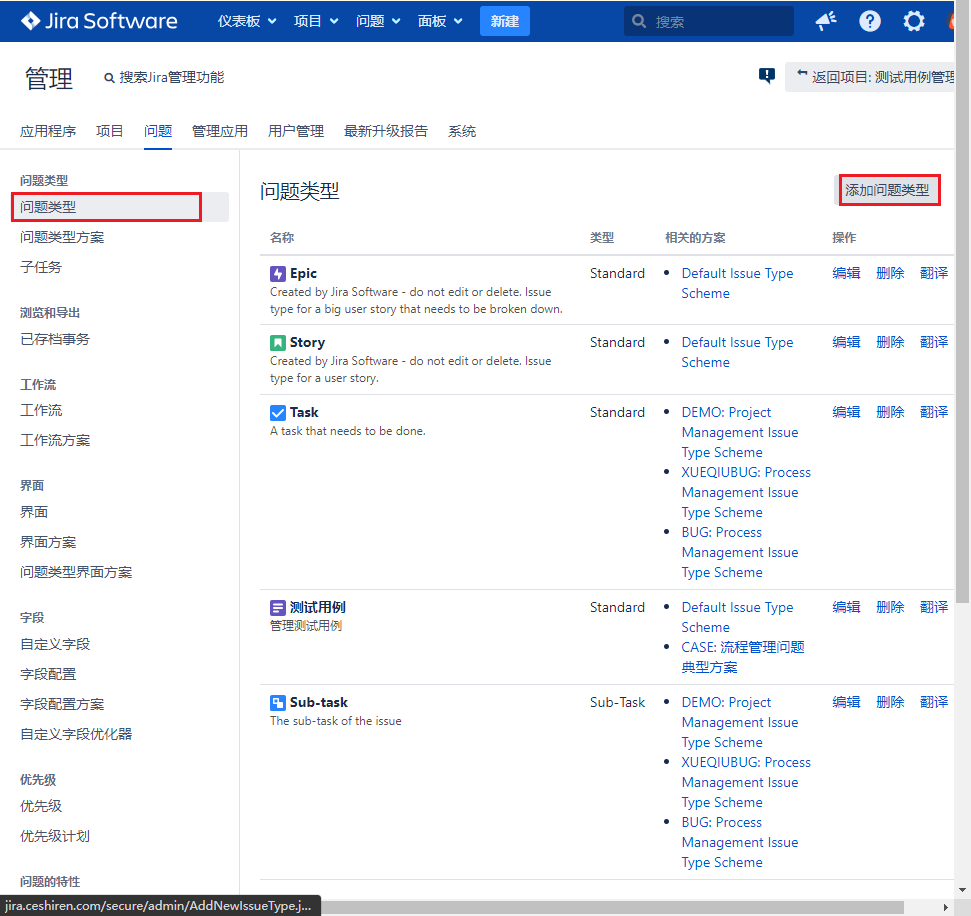 Jira Software 仪表板 项目 问题 面板 新建 搜索
管理 搜索Jira管理功能 返回项目: 测试用例管理
应用程序 项目 问题 管理应用 用户管理 最新升级报告 系统
问题类型
问题类型
问题类型方案
子任务
浏览和导出
已存档事务
工作流
工作流
工作流方案
界面
界面
界面方案
问题类型界面方案
字段
自定义字段
字段配置
字段配置方案
自定义字段优化器
优先级
优先级
优先级计划
问题的特性
问题类型 添加问题类型
名称 类型 相关的方案 操作
Epic Standard Default Issue Type 编辑 删除 翻译
Scheme
Created by Jira Software - do not edit or delete. Issue
type for a big user story that needs to be broken down.
Story Standard Default Issue Type 编辑 删除 翻译
Scheme
Created by Jira Software - do not edit or delete. Issue
type for a user story.
Task Standard DEMO: Project 编辑 删除 翻译
A task that needs to be done.
Management Issue
Type Scheme
XUEQIUBUG: Process
Management Issue
Type Scheme
BUG: Process
Management Issue
Type Scheme
测试用例 Standard Default Issue Type 编辑 删除 翻译
管理测试用例
Scheme
CASE: 流程管理问题
典型方案
Sub-task Sub-Task DEMO: Project 编辑 删除 翻译
The sub-task of the issue
Management Issue
Type Scheme
XUEQIUBUG: Process
Management Issue
Type Scheme
BUG: Process
Management Issue
Type Scheme
jira.ceshiren.com/secure/admin/AddNewIssueType.j...